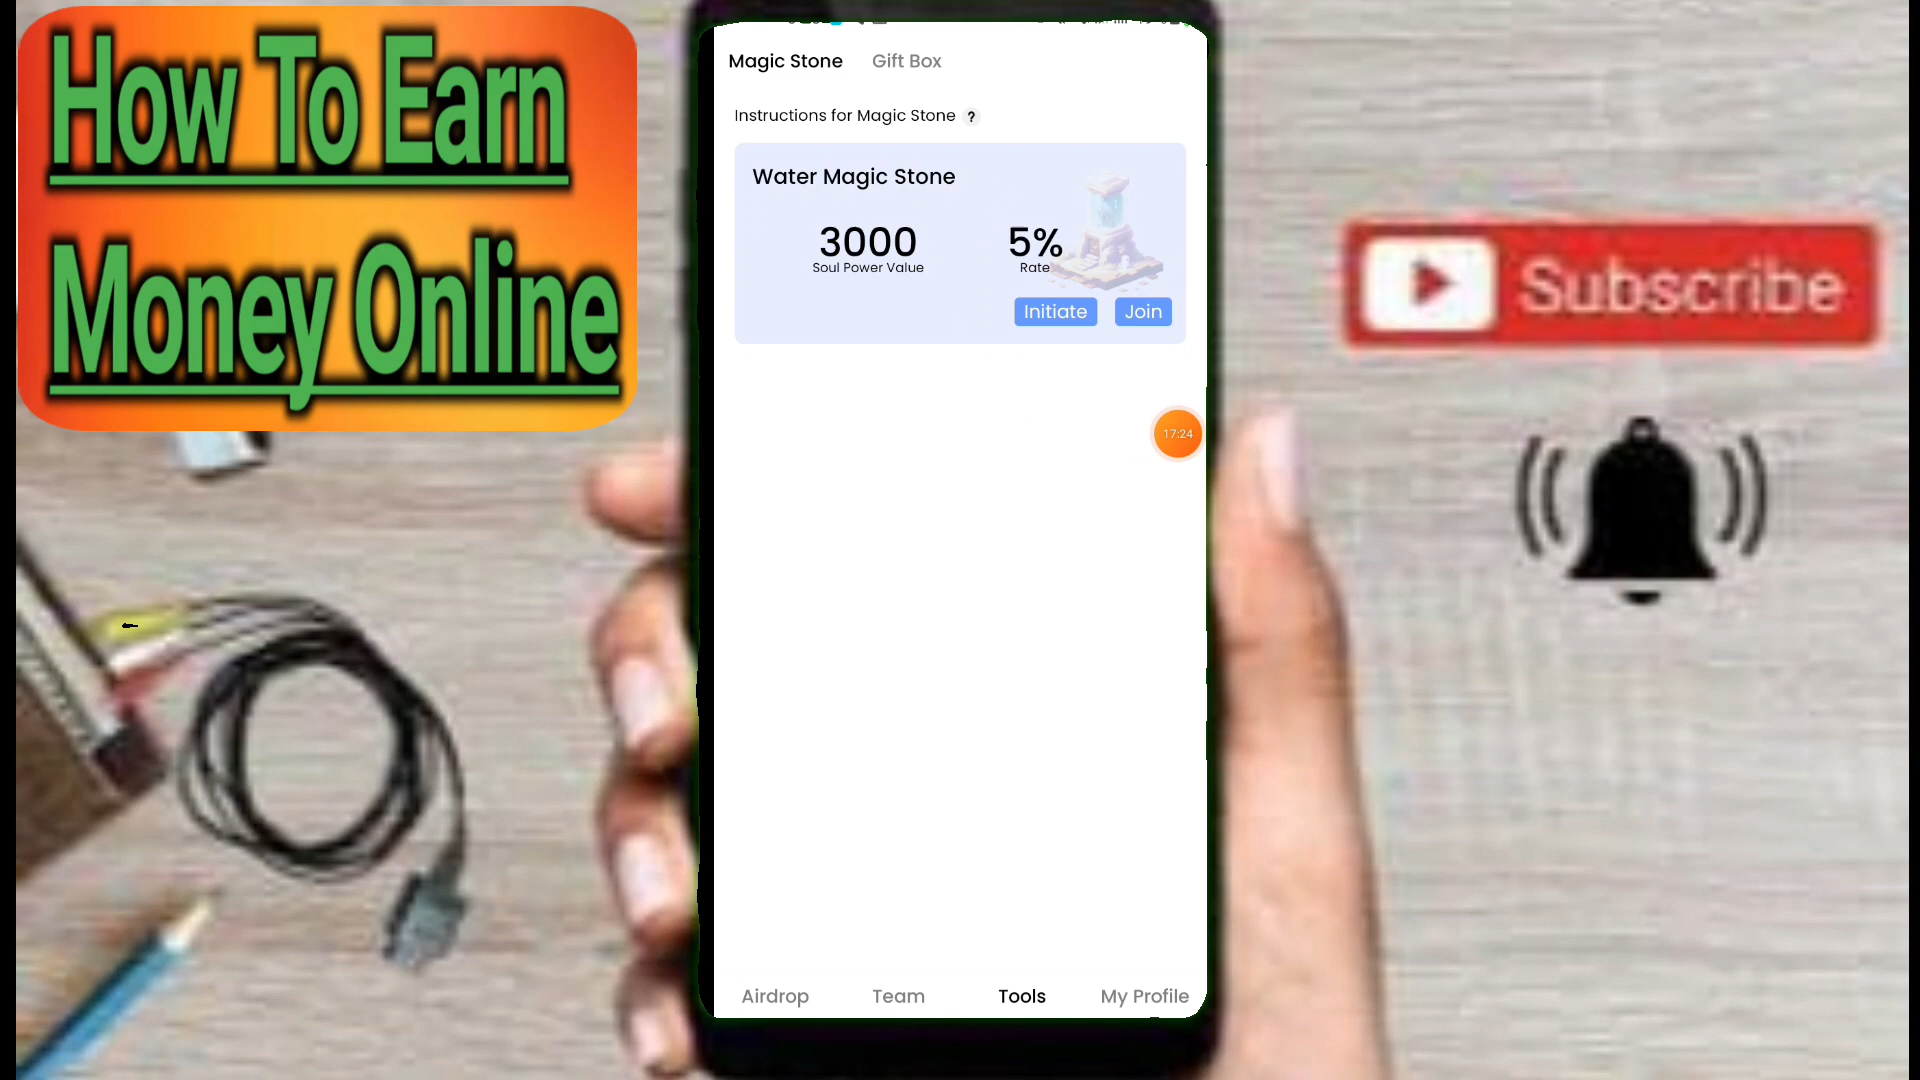 How To Earn
Money Online
Magic Stone Gift Box
Instructions for Magic Stone ?
Water Magic Stone
3000 5%
Soul Power Value Rate
Initiate Join
17:24
Subscribe
Airdrop Team Tools My Profile